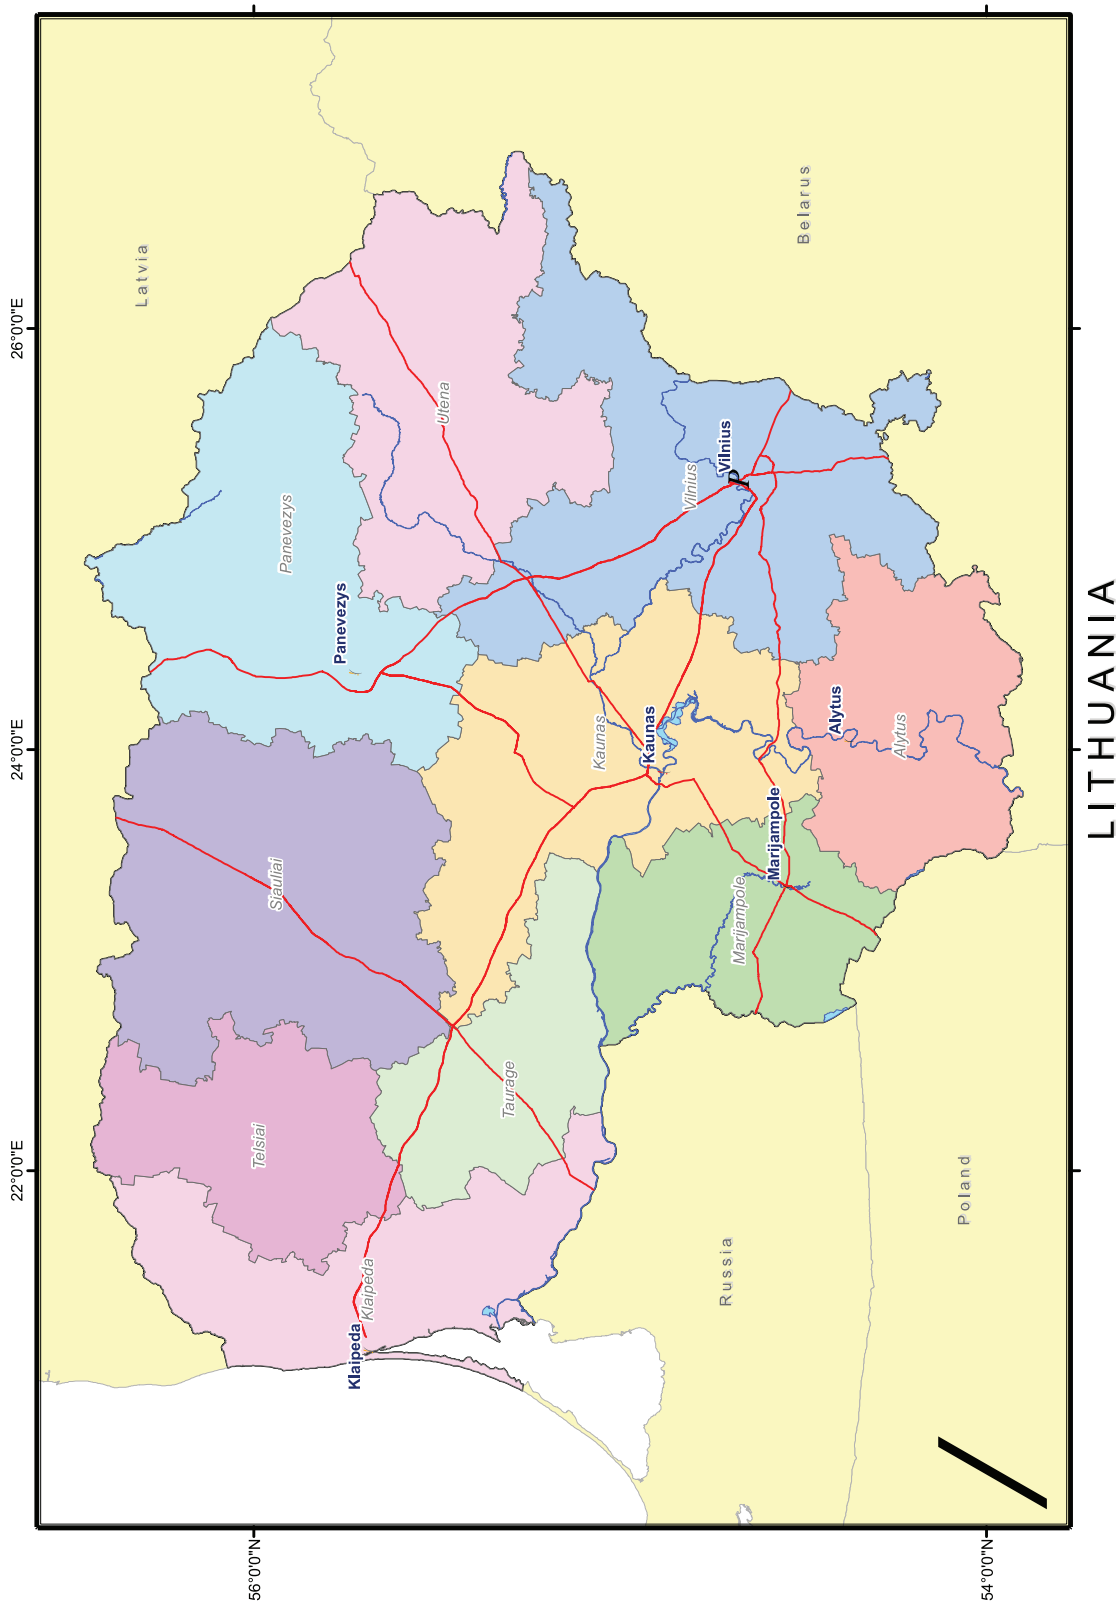 22°0'0"E
24°0'0"E
26°0'0"E
56°0'0"N
54°0'0"N
Latvia
Belarus
Russia
Poland
Telsiai
Siauliai
Panevezys
Panevezys
Utena
Klaipeda
Klaipeda
Taurage
Kaunas
Kaunas
Vilnius
Vilnius
P
Marijampole
Marijampole
Alytus
Alytus
LITHUANIA